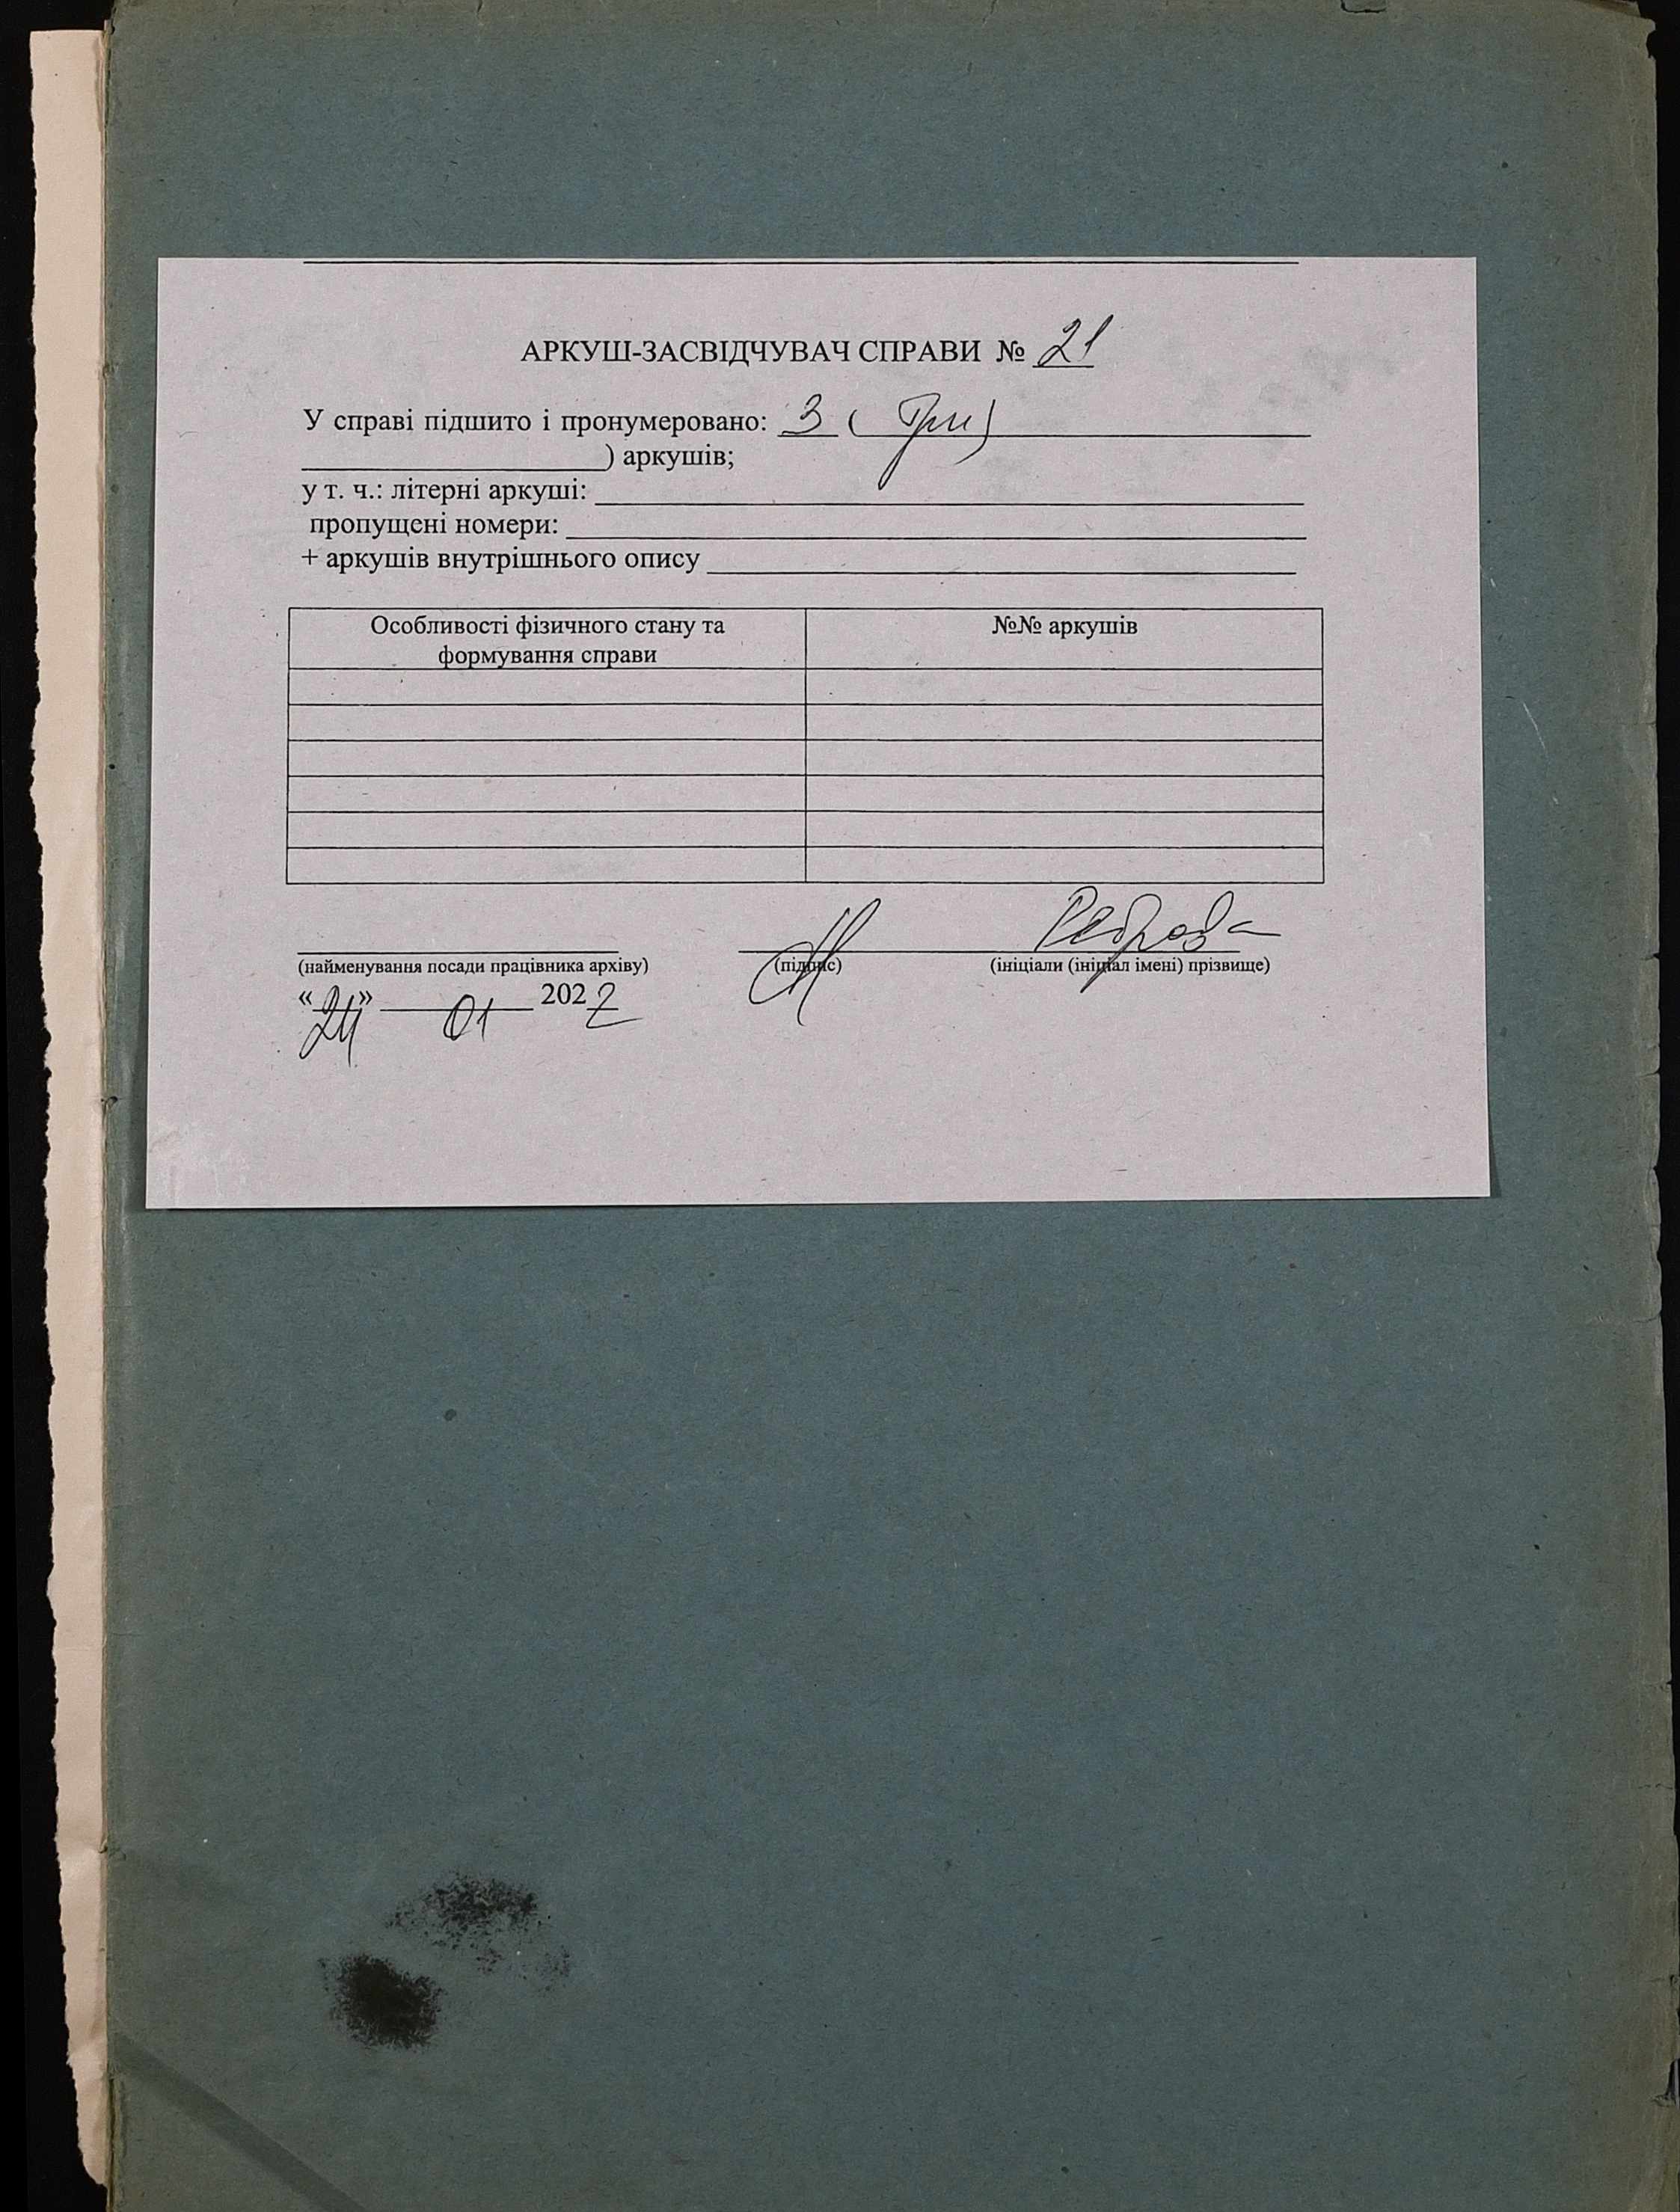 АРКУШ-ЗАСВІДЧУВАЧ СПРАВИ № 21
У справі підшито і пронумеровано: 3 ( Три)
) аркушів;
у т. ч.: літерні аркуші:
пропущені номери:
+ аркушів внутрішнього опису
Особливості фізичного стану та
формування справи
№№ аркушів
(найменування посади працівника архіву) (підпис) (ініціали (ініціал імені) прізвище)
«24» 01 2022